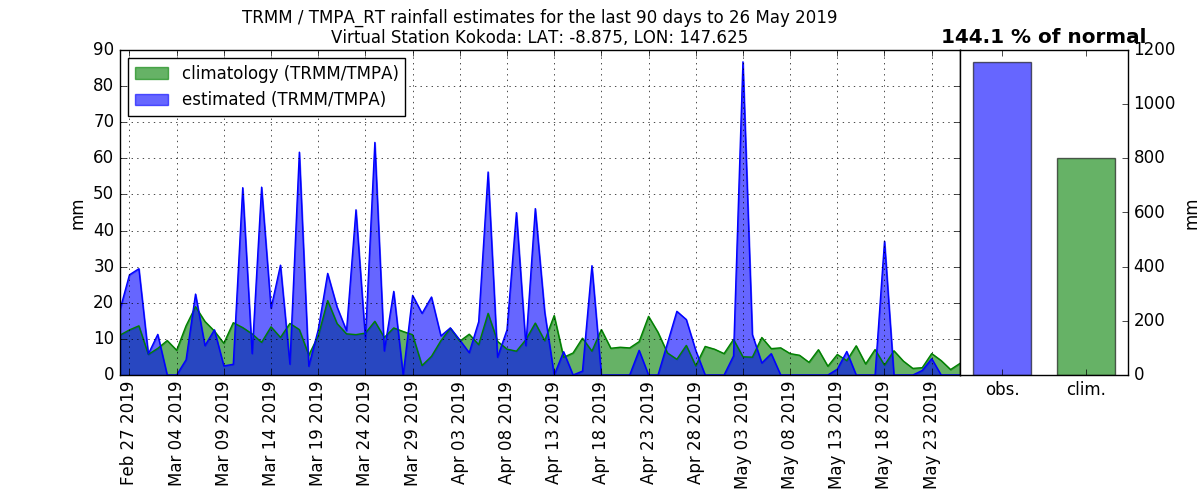 TRMM / TMPA_RT rainfall estimates for the last 90 days to 26 May 2019
Virtual Station Kokoda: LAT: -8.875, LON: 147.625
144.1 % of normal
climatology (TRMM/TMPA)
estimated (TRMM/TMPA)
mm
90
80
70
60
50
40
30
20
10
0
Feb 27 2019
Mar 04 2019
Mar 09 2019
Mar 14 2019
Mar 19 2019
Mar 24 2019
Mar 29 2019
Apr 03 2019
Apr 08 2019
Apr 13 2019
Apr 18 2019
Apr 23 2019
Apr 28 2019
May 03 2019
May 08 2019
May 13 2019
May 18 2019
May 23 2019
obs.
clim.
1200
1000
800
600
400
200
0
mm